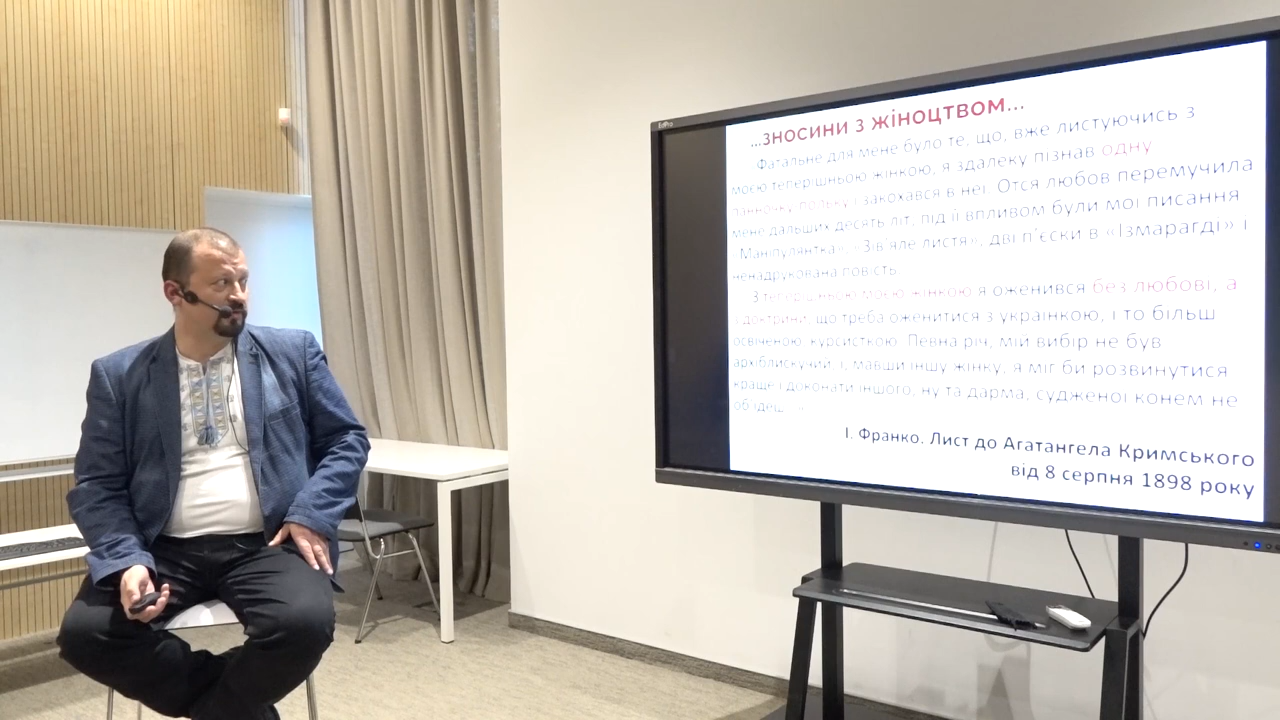 EdPro
...ЗНОСИНИ З ЖІНОЦТВОМ...
Фатальне для мене було те, що, вже листуючись з
моєю теперішньою жінкою, я здалеку пізнав одну
панночку польку і закохався в неї. Отся любов перемучила
мене дальших десять літ, під її впливом були мої писання
«Маніпулянтка», «Зів'яле листя», дві п'єски в «Ізмарагді» і
ненадрукована повість
З теперішньою моєю жінкою я оженився без любові, а
з доктрини, що треба оженитися з українкою, і то більш
освіченою, курсисткою. Певна річ, мій вибір не був
архіблискучий, і, мавши іншу жінку, я міг би розвинутися
краще і доконати іншого, ну та дарма, судженої конем не
об'їдеш...»
І. Франко. Лист до Агатангела Кримського
від 8 серпня 1898 року